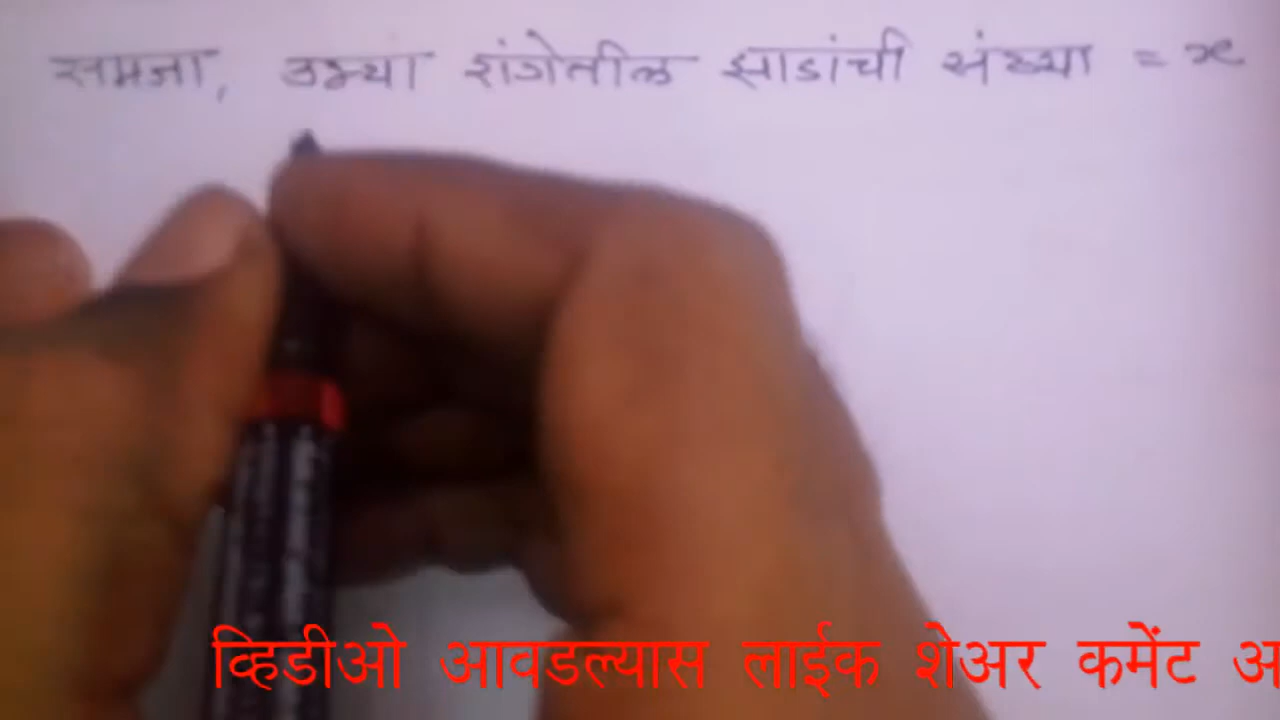 समजा, उभ्या रांगेतील झाडांची संख्या = x
व्हिडीओ आवडल्यास लाईक शेअर कमेंट अ